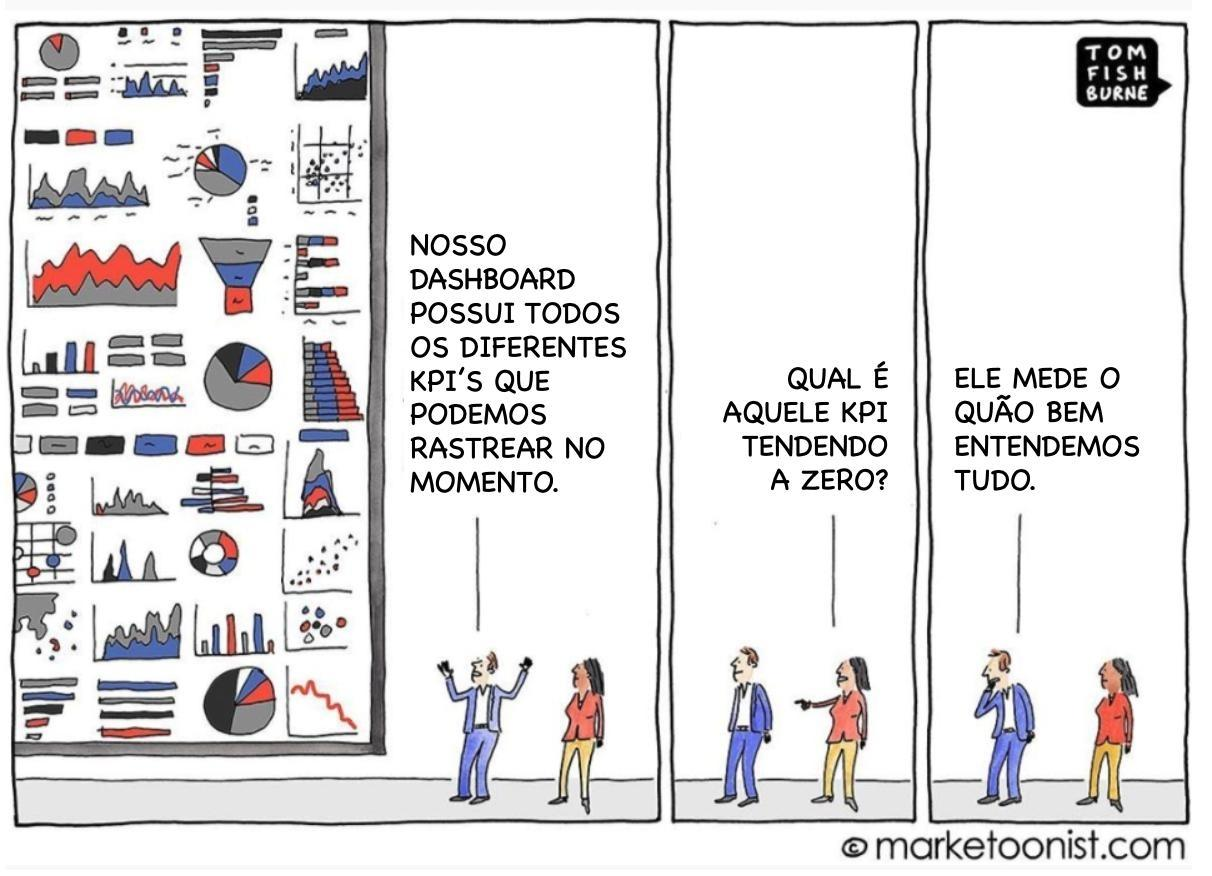 NOSSO
DASHBOARD
POSSUI TODOS
OS DIFERENTES
KPI'S QUE
PODEMOS
RASTREAR NO
MOMENTO.
QUAL É
AQUELE KPI
TENDENDO
A ZERO?
ELE MEDE O
QUÃO BEM
ENTENDEMOS
TUDO.
TOM
FISH
BURNE
© marketoonist.com